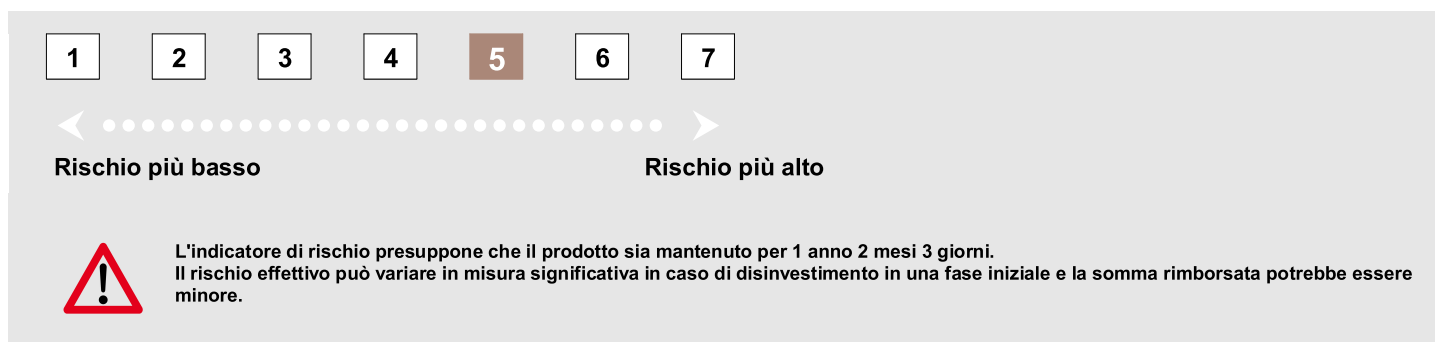 1 2 3 4 5 6 7
Rischio più basso Rischio più alto
L'indicatore di rischio presuppone che il prodotto sia mantenuto per 1 anno 2 mesi 3 giorni.
Il rischio effettivo può variare in misura significativa in caso di disinvestimento in una fase iniziale e la somma rimborsata potrebbe essere
minore.